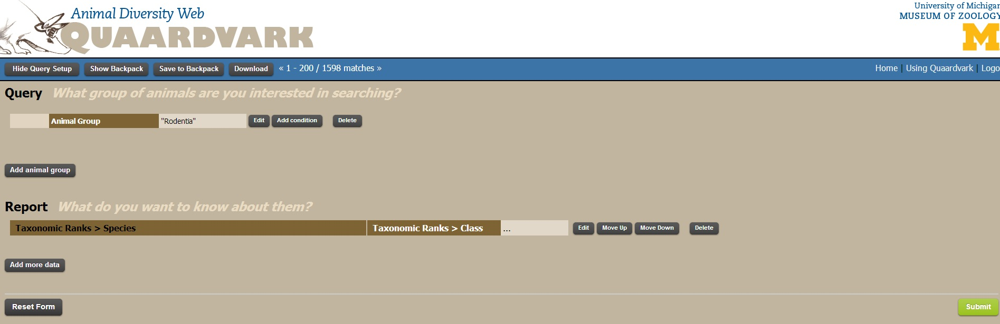 Animal Diversity Web
QUAARDVARK
University of Michigan
MUSEUM OF ZOOLOGY
M
Hide Query Setup Show Backpack Save to Backpack Download « 1 - 200 / 1598 matches » Home | Using Quaardvark | Logo
Query What group of animals are you interested in searching?
Animal Group "Rodentia" Edit Add condition Delete
Add animal group
Report What do you want to know about them?
Taxonomic Ranks > Species Taxonomic Ranks > Class ... Edit Move Up Move Down Delete
Add more data
Reset Form Submit